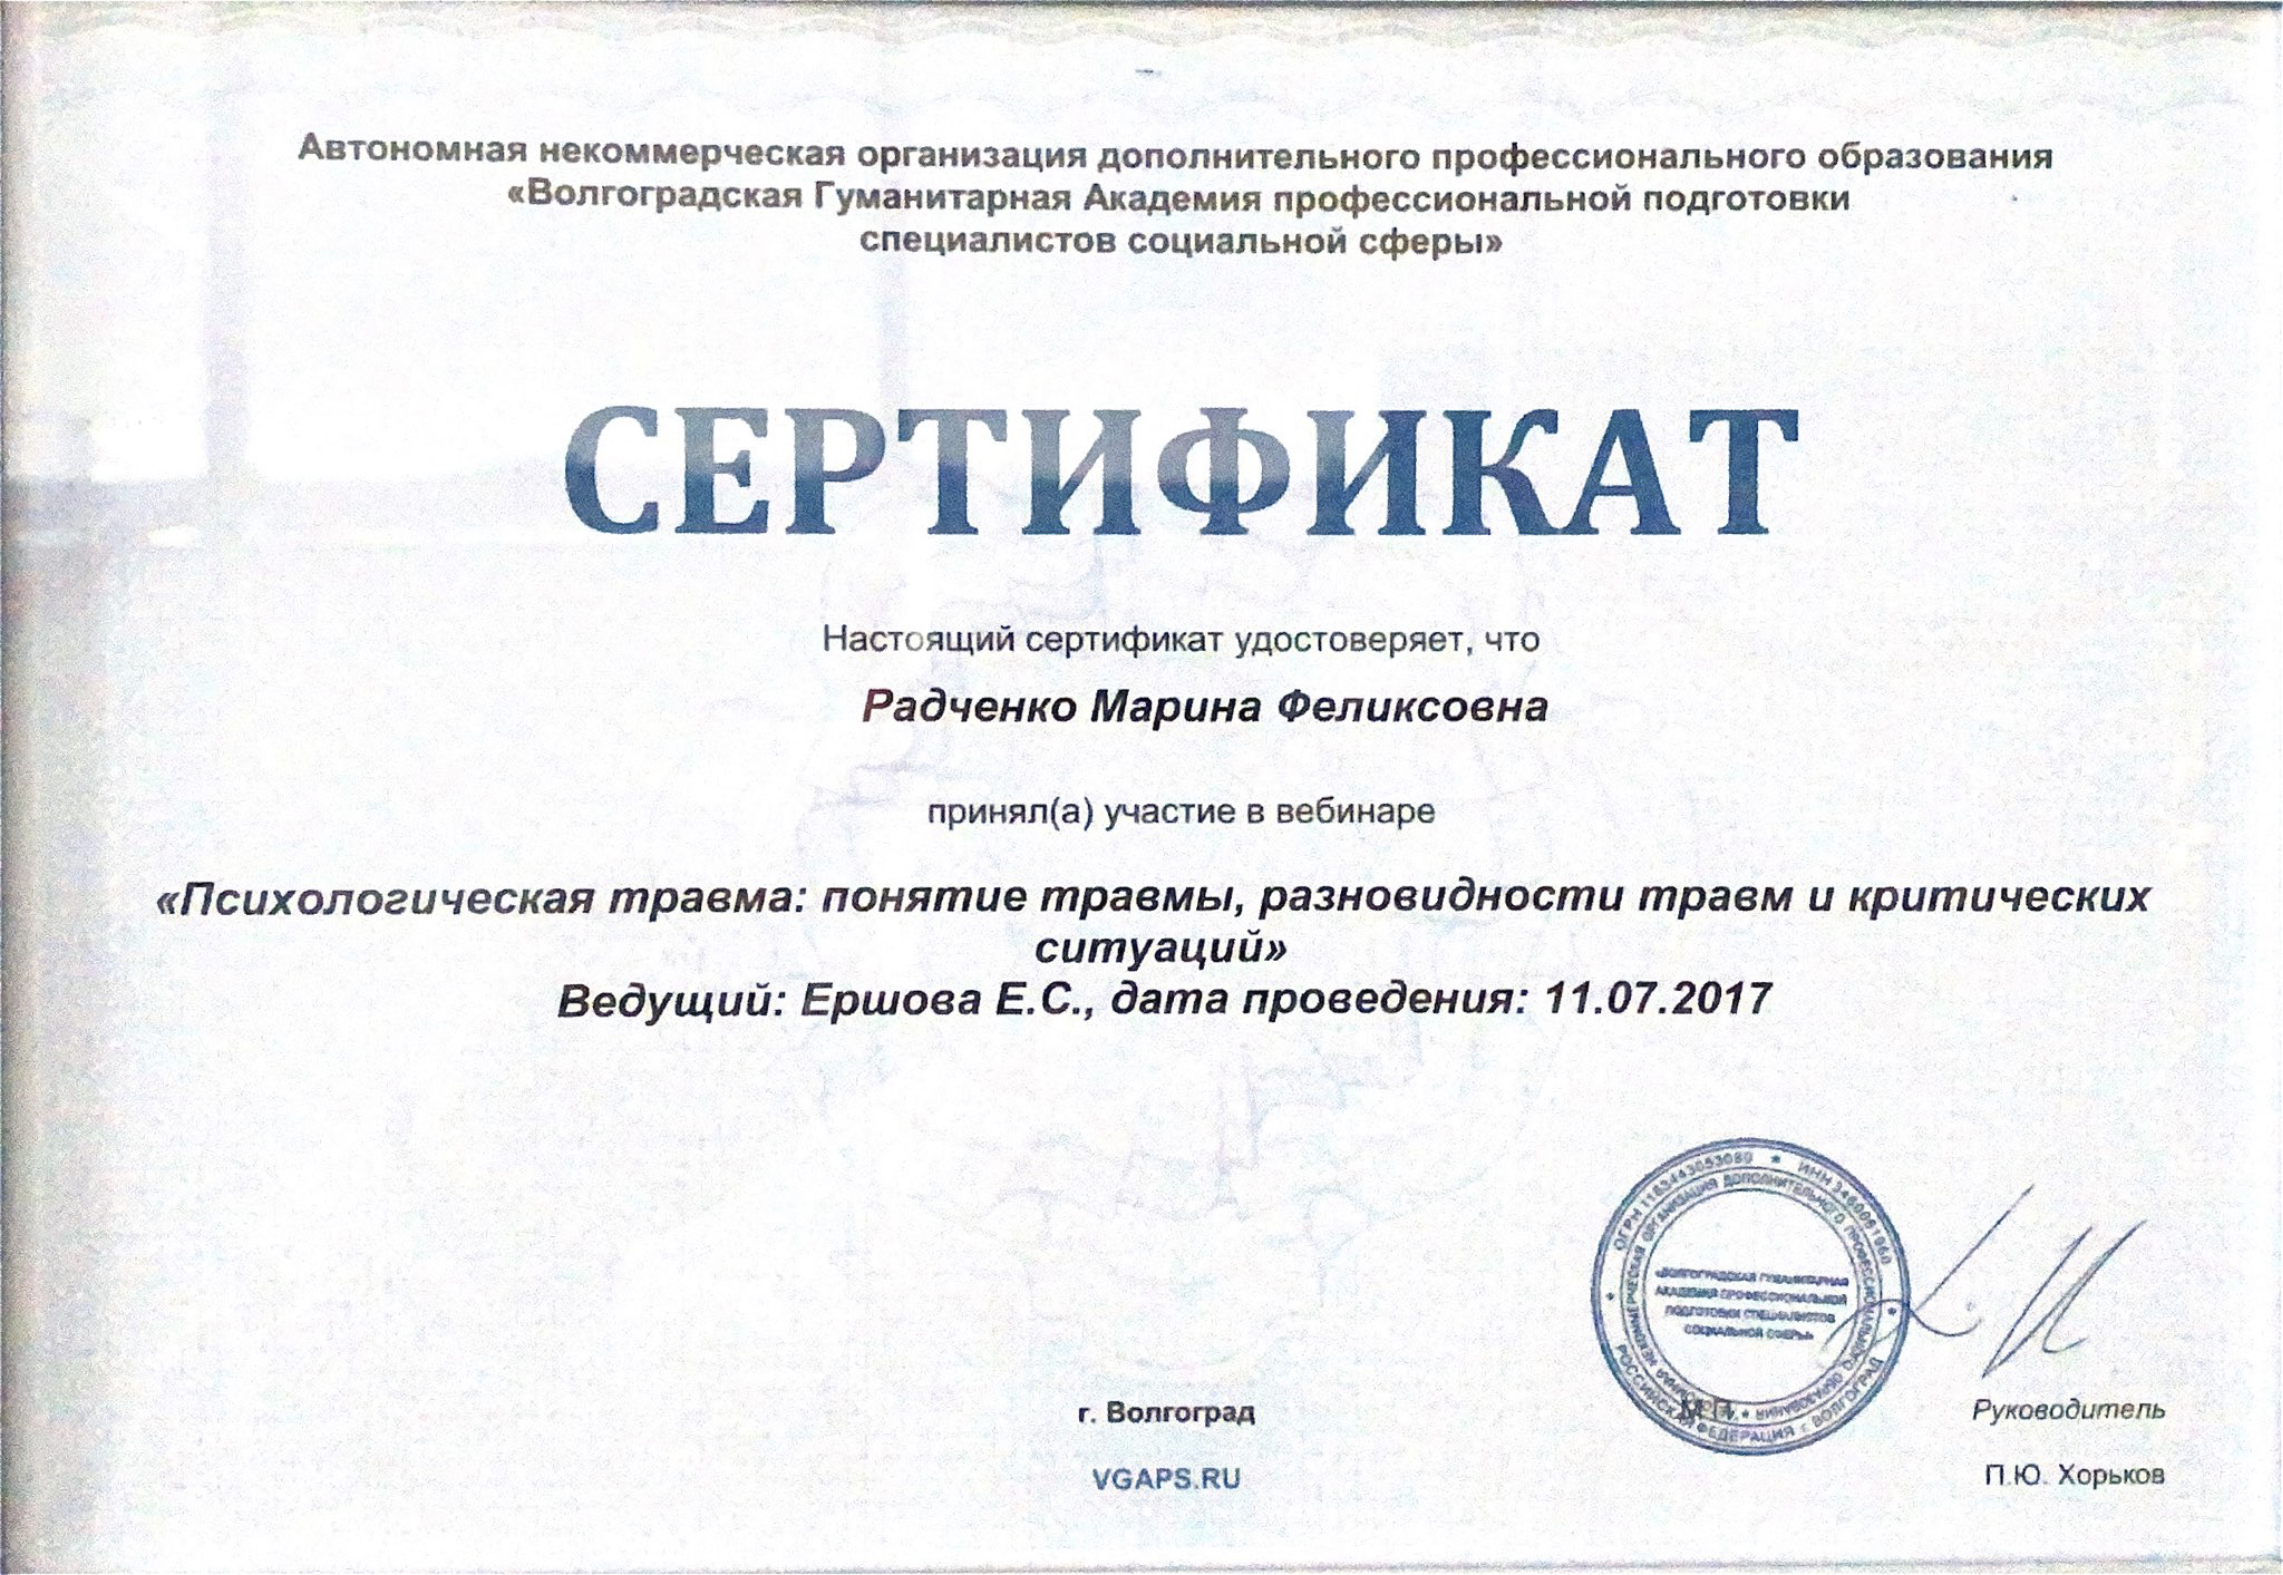 Автономная некоммерческая организация дополнительного профессионального образования
«Волгоградская Гуманитарная Академия профессиональной подготовки
специалистов социальной сферы»
СЕРТИФИКАТ
Настоящий сертификат удостоверяет, что
Радченко Марина Феликсовна
принял(а) участие в вебинаре
«Психологическая травма: понятие травмы, разновидности травм и критических
ситуаций»
Ведущий: Ершова Е.С., дата проведения: 11.07.2017
ОГРН 1163443053080 * ИНН
РОССИЙСКАЯ ФЕДЕРАЦИЯ г. ВОЛГОГРАД
НЕКОММЕРЧЕСКАЯ ОРГАНИЗАЦИЯ ДОПОЛНИТЕЛЬНОГО ПРОФЕССИОНАЛЬНОГО ОБРАЗОВАНИЯ
«ВОЛГОГРАДСКАЯ ГУМАНИТАРНАЯ
АКАДЕМИЯ ПРОФЕССИОНАЛЬНОЙ
ПОДГОТОВКИ СПЕЦИАЛИСТОВ
СОЦИАЛЬНОЙ СФЕРЫ»
г. Волгоград
М.П.
Руководитель
VGAPS.RU
П.Ю. Хорьков